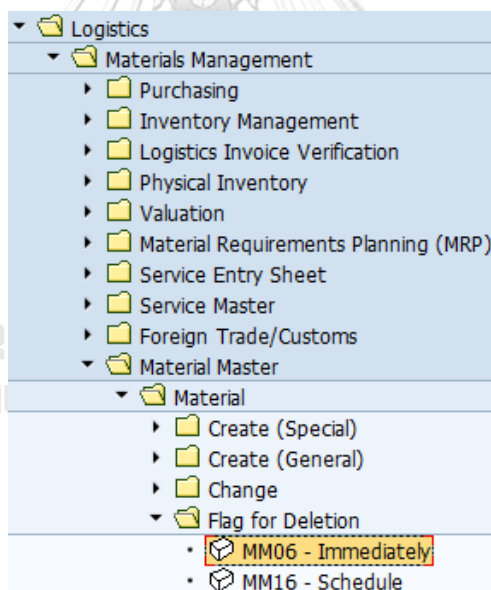 Logistics
Materials Management
Purchasing
Inventory Management
Logistics Invoice Verification
Physical Inventory
Valuation
Material Requirements Planning (MRP)
Service Entry Sheet
Service Master
Foreign Trade/Customs
Material Master
Material
Create (Special)
Create (General)
Change
Flag for Deletion
MM06 - Immediately
MM16 - Schedule